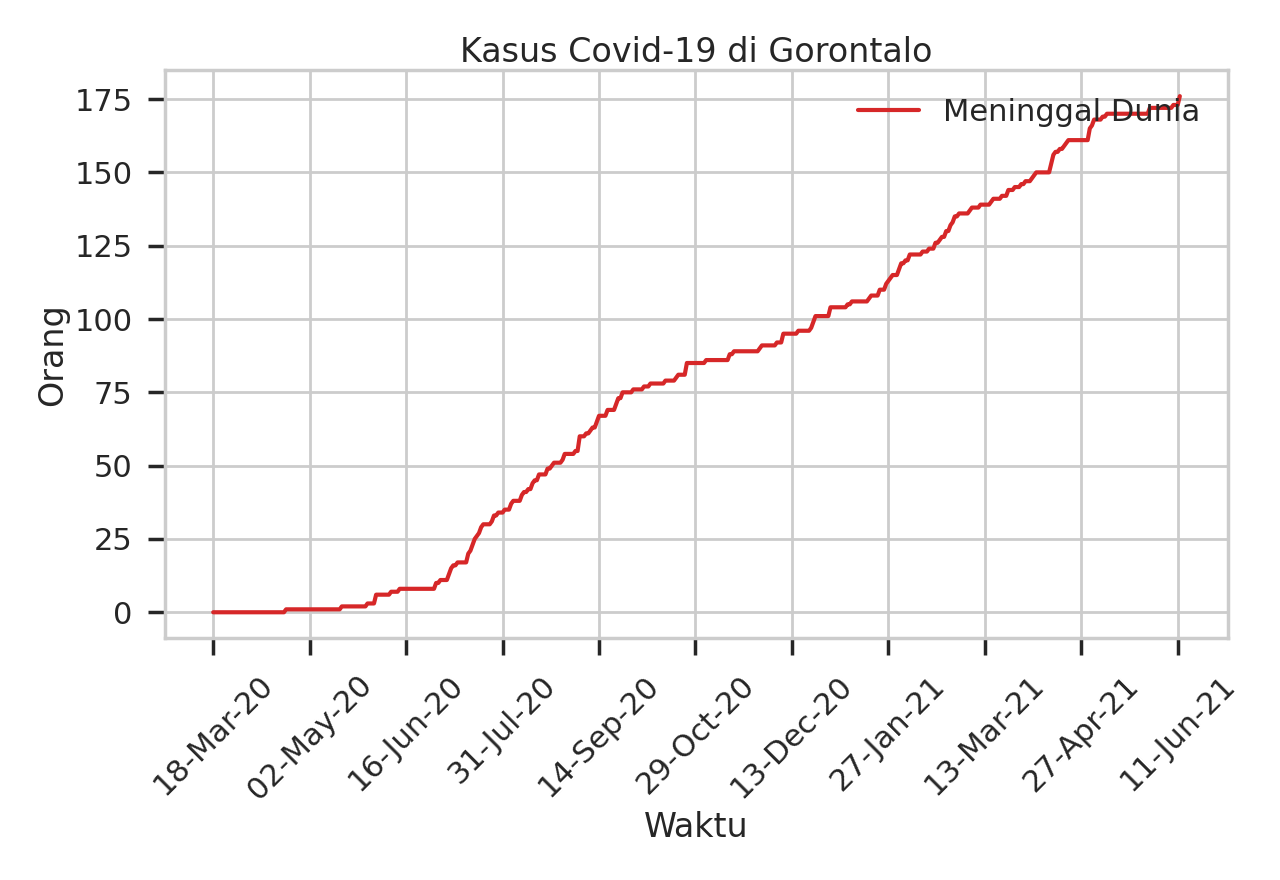 Kasus Covid-19 di Gorontalo
Meninggal Dunia
Orang
175
150
125
100
75
50
25
0
18-Mar-20
02-May-20
16-Jun-20
31-Jul-20
14-Sep-20
29-Oct-20
13-Dec-20
27-Jan-21
13-Mar-21
27-Apr-21
11-Jun-21
Waktu